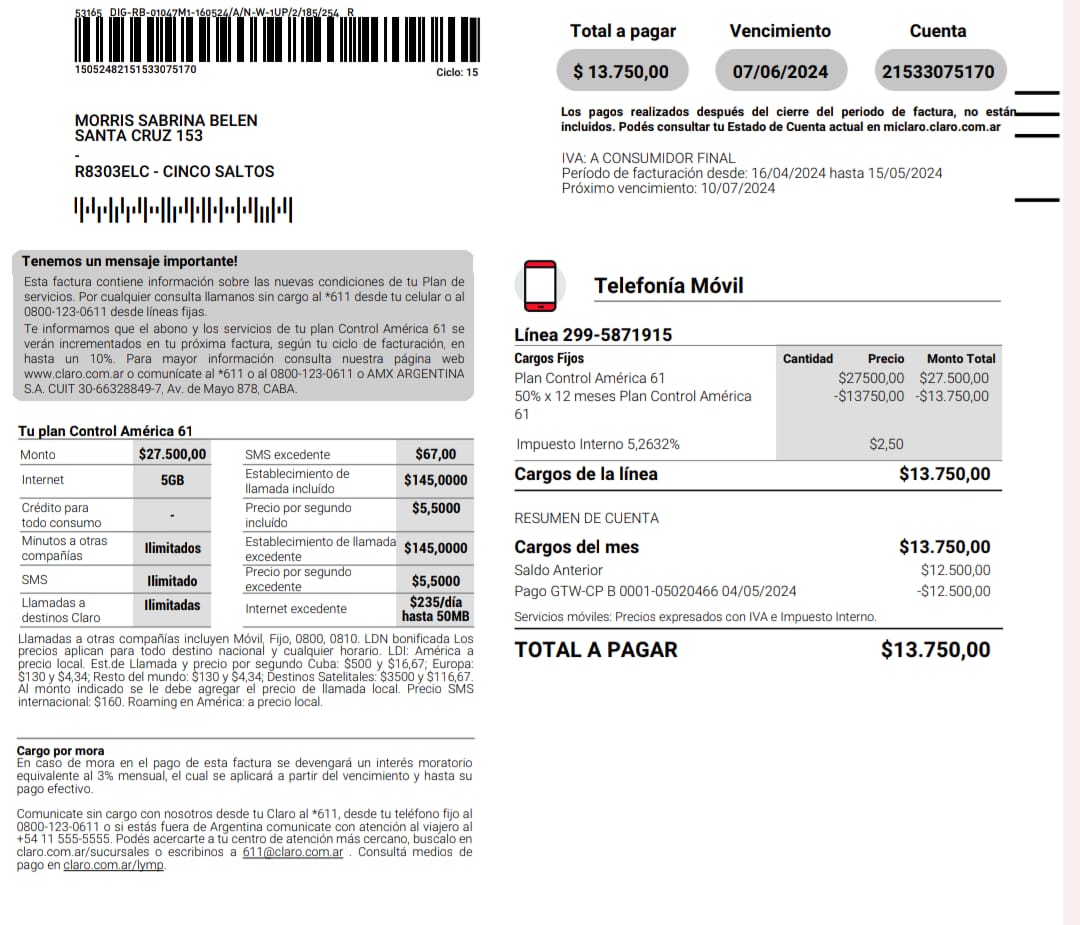 53165 DIG-RB-01047M1-160524/A/N-W-1UP/2/185/254 R
15052482151533075170
Ciclo: 15
MORRIS SABRINA BELEN
SANTA CRUZ 153
-
R8303ELC - CINCO SALTOS
Total a pagar Vencimiento Cuenta
$ 13.750,00 07/06/2024 21533075170
Los pagos realizados después del cierre del periodo de factura, no están
incluidos. Podés consultar tu Estado de Cuenta actual en miclaro.claro.com.ar
IVA: A CONSUMIDOR FINAL
Período de facturación desde: 16/04/2024 hasta 15/05/2024
Próximo vencimiento: 10/07/2024
Tenemos un mensaje importante!
Esta factura contiene información sobre las nuevas condiciones de tu Plan de
servicios. Por cualquier consulta llamanos sin cargo al *611 desde tu celular o al
0800-123-0611 desde líneas fijas.
Te informamos que el abono y los servicios de tu plan Control América 61 se
verán incrementados en tu próxima factura, según tu ciclo de facturación, en
hasta un 10%. Para mayor información consulta nuestra página web
www.claro.com.ar o comunícate al *611 o al 0800-123-0611 o AMX ARGENTINA
S.A. CUIT 30-66328849-7, Av. de Mayo 878, CABA.
Tu plan Control América 61
Monto $27.500,00 SMS excedente $67,00
Internet 5GB Establecimiento de
llamada incluído $145,0000
Crédito para
todo consumo - Precio por segundo
incluído $5,5000
Minutos a otras
compañías Ilimitados Establecimiento de llamada
excedente $145,0000
SMS Ilimitado Precio por segundo
excedente $5,5000
Llamadas a
destinos Claro Ilimitadas Internet excedente $235/día
hasta 50MB
Llamadas a otras compañías incluyen Móvil, Fijo, 0800, 0810. LDN bonificada Los
precios aplican para todo destino nacional y cualquier horario. LDI: América a
precio local. Est.de Llamada y precio por segundo Cuba: $500 y $16,67; Europa:
$130 y $4,34; Resto del mundo: $130 y $4,34; Destinos Satelitales: $3500 y $116,67.
Al monto indicado se le debe agregar el precio de llamada local. Precio SMS
internacional: $160. Roaming en América: a precio local.
Cargo por mora
En caso de mora en el pago de esta factura se devengará un interés moratorio
equivalente al 3% mensual, el cual se aplicará a partir del vencimiento y hasta su
pago efectivo.
Comunicate sin cargo con nosotros desde tu Claro al *611, desde tu teléfono fijo al
0800-123-0611 o si estás fuera de Argentina comunicate con atención al viajero al
+54 11 555-5555. Podés acercarte a tu centro de atención más cercano, buscalo en
claro.com.ar/sucursales o escribinos a 611@claro.com.ar . Consultá medios de
pago en claro.com.ar/lymp.
Telefonía Móvil
Línea 299-5871915
Cargos Fijos Cantidad Precio Monto Total
Plan Control América 61 $27500,00 $27.500,00
50% x 12 meses Plan Control América -$13750,00 -$13.750,00
61
Impuesto Interno 5,2632% $2,50
Cargos de la línea $13.750,00
RESUMEN DE CUENTA
Cargos del mes $13.750,00
Saldo Anterior $12.500,00
Pago GTW-CP B 0001-05020466 04/05/2024 -$12.500,00
Servicios móviles: Precios expresados con IVA e Impuesto Interno.
TOTAL A PAGAR $13.750,00